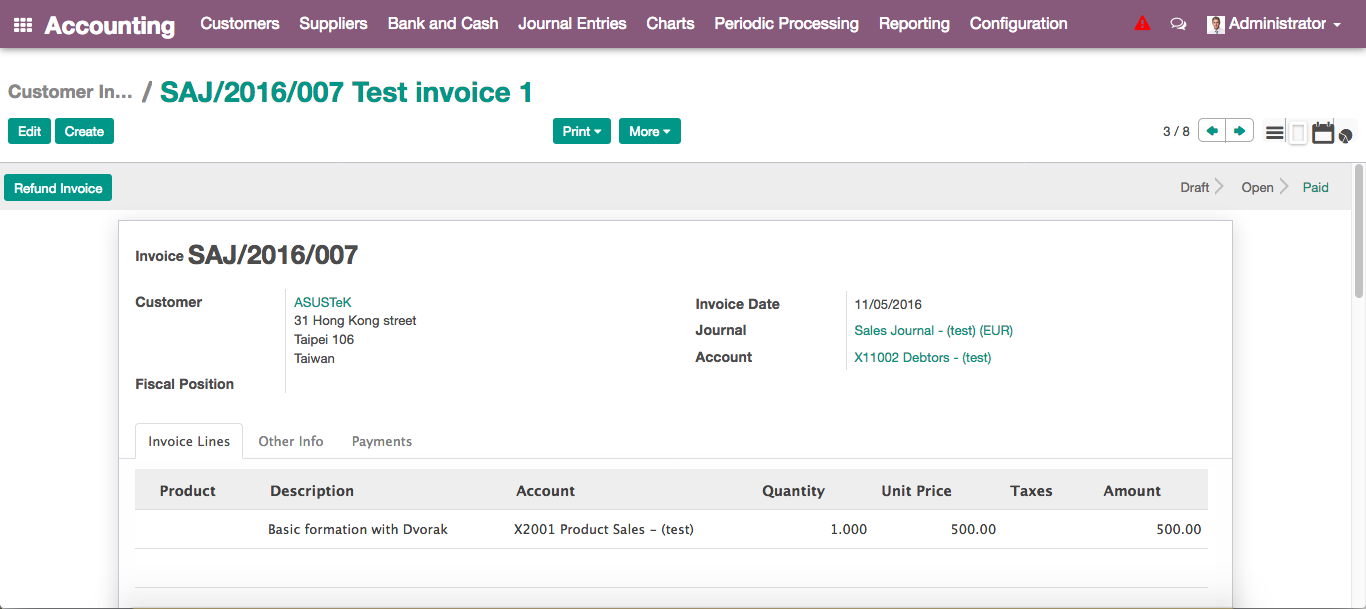 Accounting Customers Suppliers Bank and Cash Journal Entries Charts Periodic Processing Reporting Configuration Administrator
Customer In... / SAJ/2016/007 Test invoice 1
Edit Create Print More 3 / 8
Refund Invoice Draft Open Paid
Invoice SAJ/2016/007
Customer ASUSTeK
31 Hong Kong street
Taipei 106
Taiwan
Fiscal Position
Invoice Date 11/05/2016
Journal Sales Journal - (test) (EUR)
Account X11002 Debtors - (test)
Invoice Lines Other Info Payments
Product Description Account Quantity Unit Price Taxes Amount
Basic formation with Dvorak X2001 Product Sales - (test) 1.000 500.00 500.00